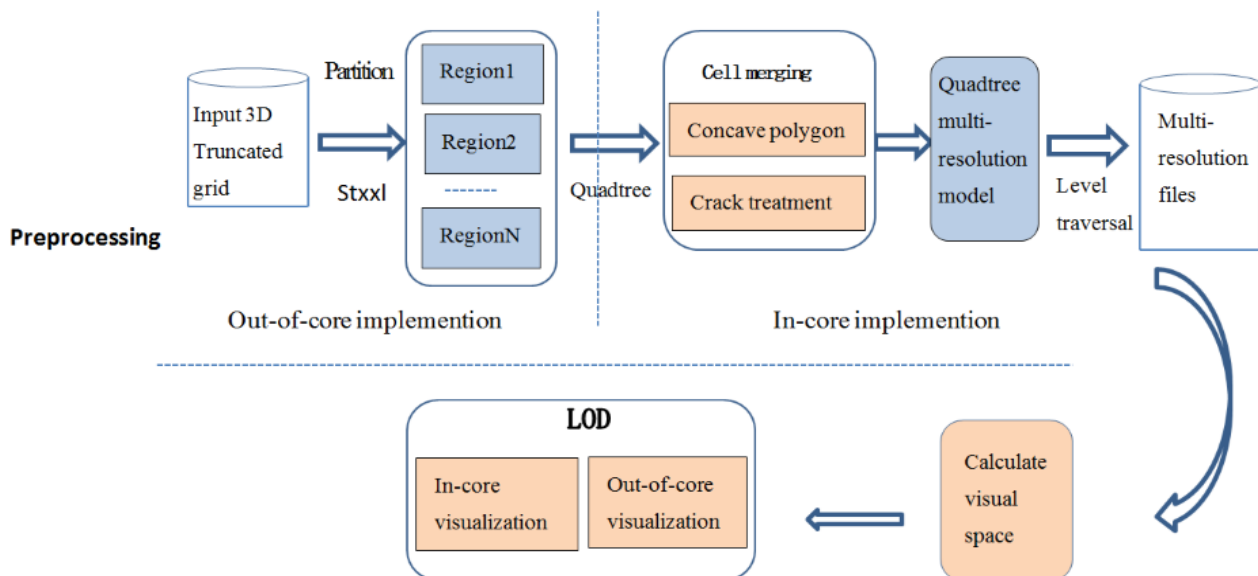 Preprocessing
Input 3D
Truncated
grid
Partition
Stxxl
Region1
Region2
RegionN
Out-of-core implemention
Quadtree
Cell merging
Concave polygon
Crack treatment
In-core implemention
Quadtree
multi-
resolution
model
Level
traversal
Multi-
resolution
files
Calculate
visual
space
LOD
In-core
visualization
Out-of-core
visualization